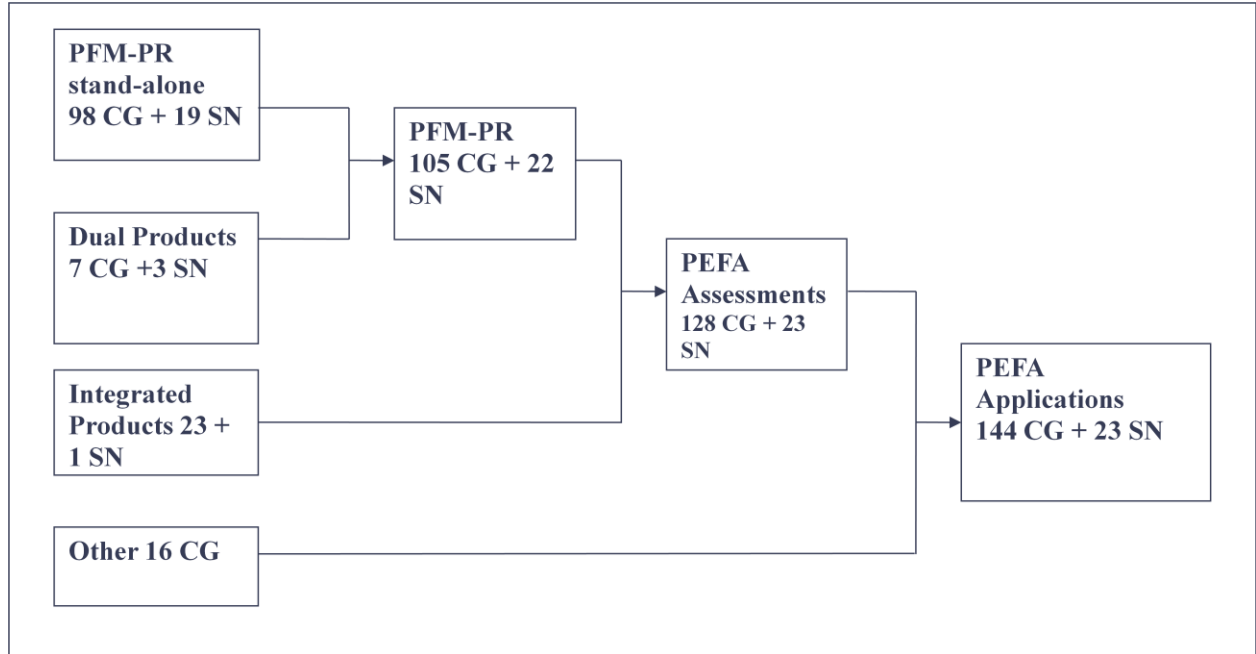 PFM-PR
stand-alone
98 CG + 19 SN
PFM-PR
105 CG + 22
SN
Dual Products
7 CG +3 SN
PEFA
Assessments
128 CG + 23
SN
Integrated
Products 23 +
1 SN
PEFA
Applications
144 CG + 23 SN
Other 16 CG